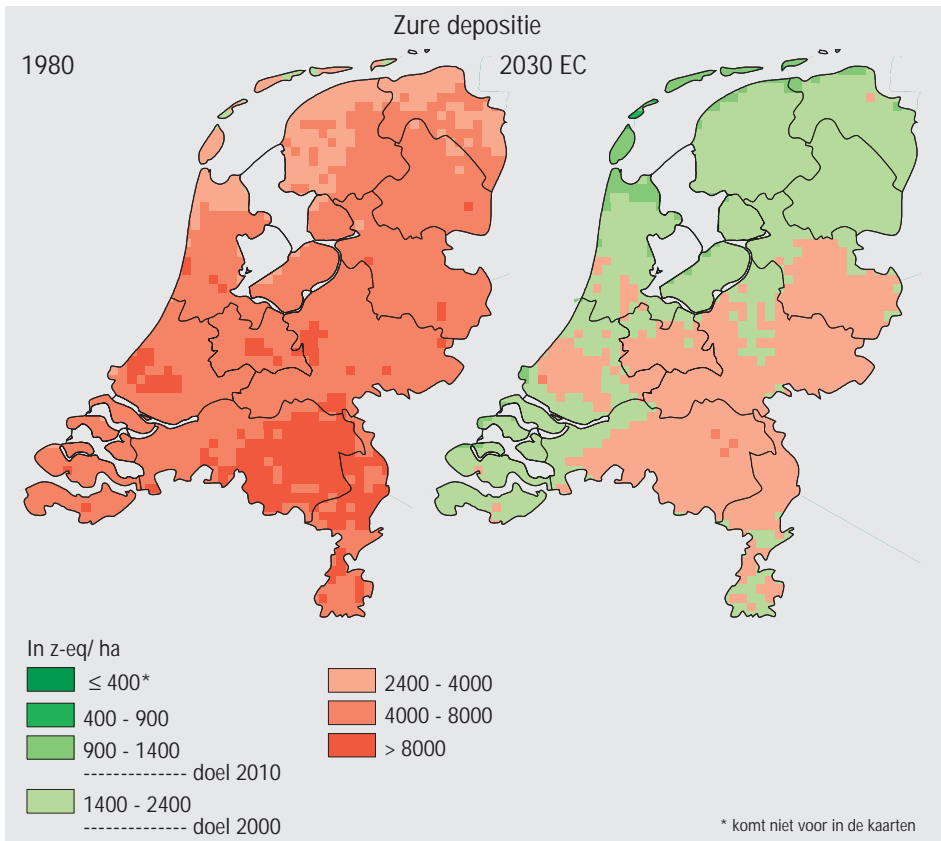 Zure depositie
1980
2030 EC
In z-eq/ ha
≤ 400*
400 - 900
900 - 1400
-------------- doel 2010
1400 - 2400
-------------- doel 2000
2400 - 4000
4000 - 8000
> 8000
* komt niet voor in de kaarten